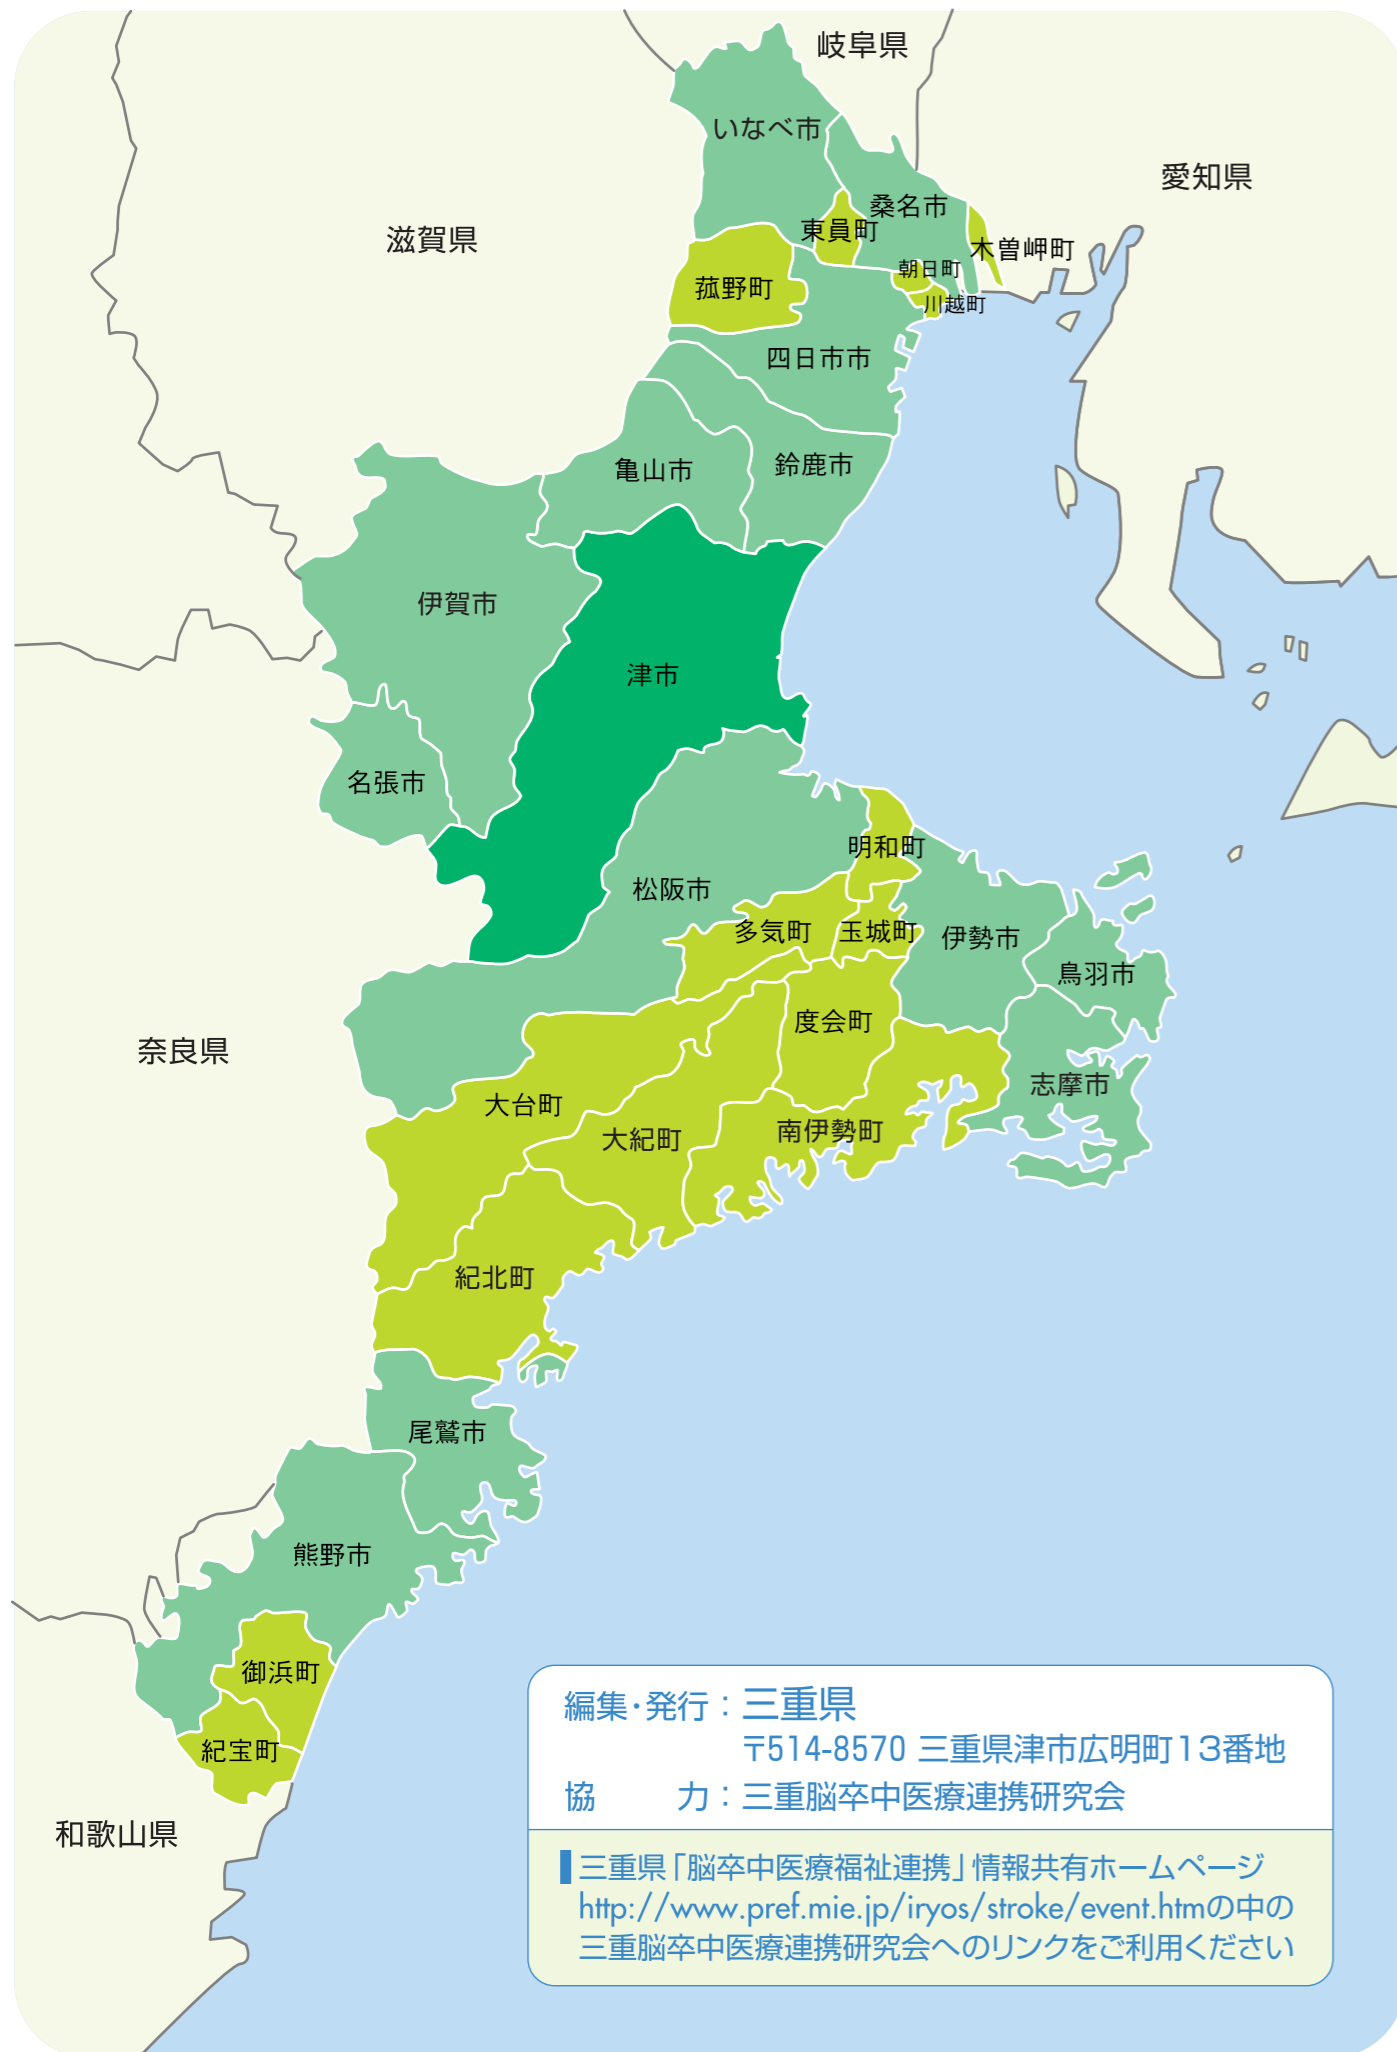 岐阜県
いなべ市
愛知県
桑名市
東員町
滋賀県
木曽岬町
朝日町
菰野町
川越町
四日市市
鈴鹿市
亀山市
伊賀市
津市
名張市
明和町
松阪市
多気町
玉城町
伊勢市
鳥羽市
度会町
奈良県
志摩市
大台町
南伊勢町
大紀町
紀北町
尾鷲市
熊野市
御浜町
紀宝町
和歌山県
編集・発行：三重県
〒514-8570 三重県津市広明町13番地
協　　力：三重脳卒中医療連携研究会
三重県「脳卒中医療福祉連携」情報共有ホームページ
http://www.pref.mie.jp/iryos/stroke/event.htmの中の
三重脳卒中医療連携研究会へのリンクをご利用ください